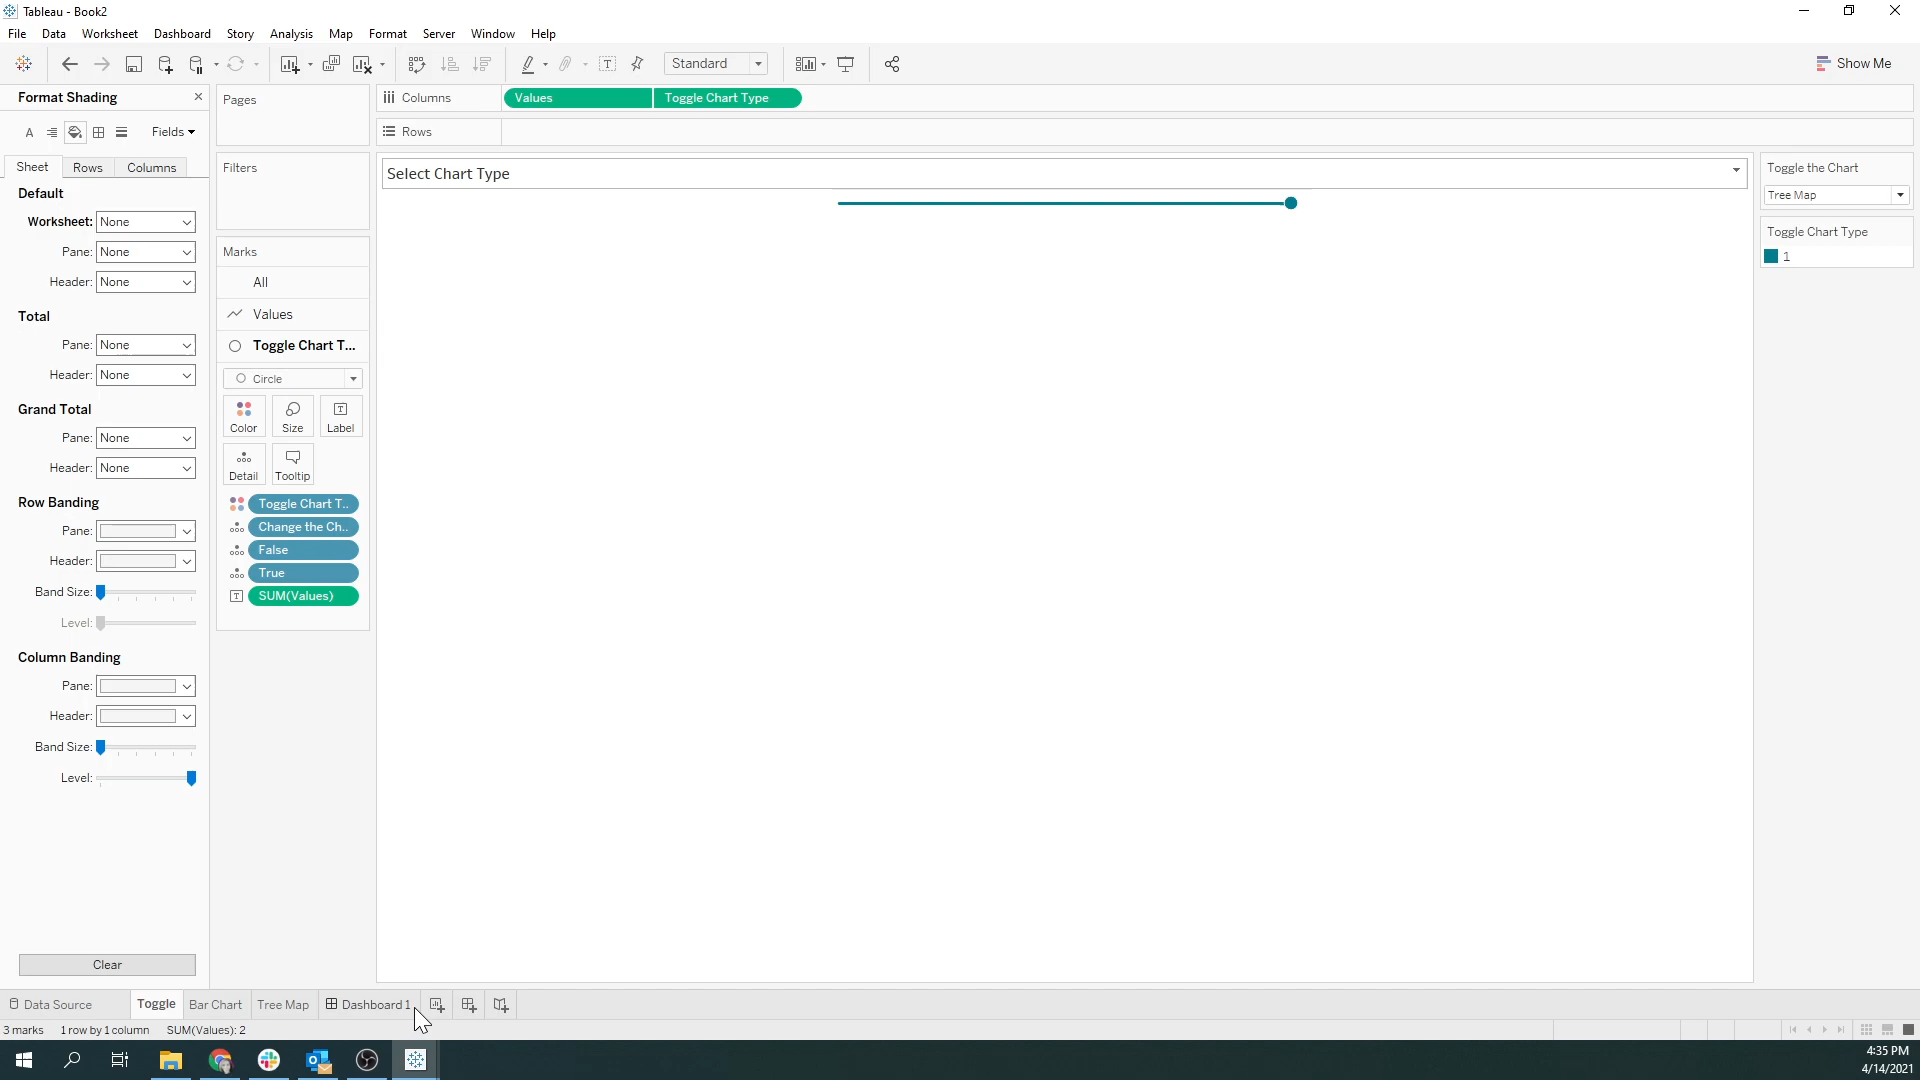 Tableau - Book2
File Data Worksheet Dashboard Story Analysis Map Format Server Window Help
Standard
Show Me
Format Shading
Fields
Sheet Rows Columns
Default
Worksheet: None
Pane: None
Header: None
Total
Pane: None
Header: None
Grand Total
Pane: None
Header: None
Row Banding
Pane:
Header:
Band Size:
Level:
Column Banding
Pane:
Header:
Band Size:
Level:
Clear
Pages
Filters
Marks
All
Values
Toggle Chart T...
Circle
Color Size Label
Detail Tooltip
Toggle Chart T..
Change the Ch..
False
True
SUM(Values)
Columns Values Toggle Chart Type
Rows
Select Chart Type
Toggle the Chart
Tree Map
Toggle Chart Type
1
Data Source Toggle Bar Chart Tree Map Dashboard 1
3 marks 1 row by 1 column SUM(Values): 2
4:35 PM
4/14/2021